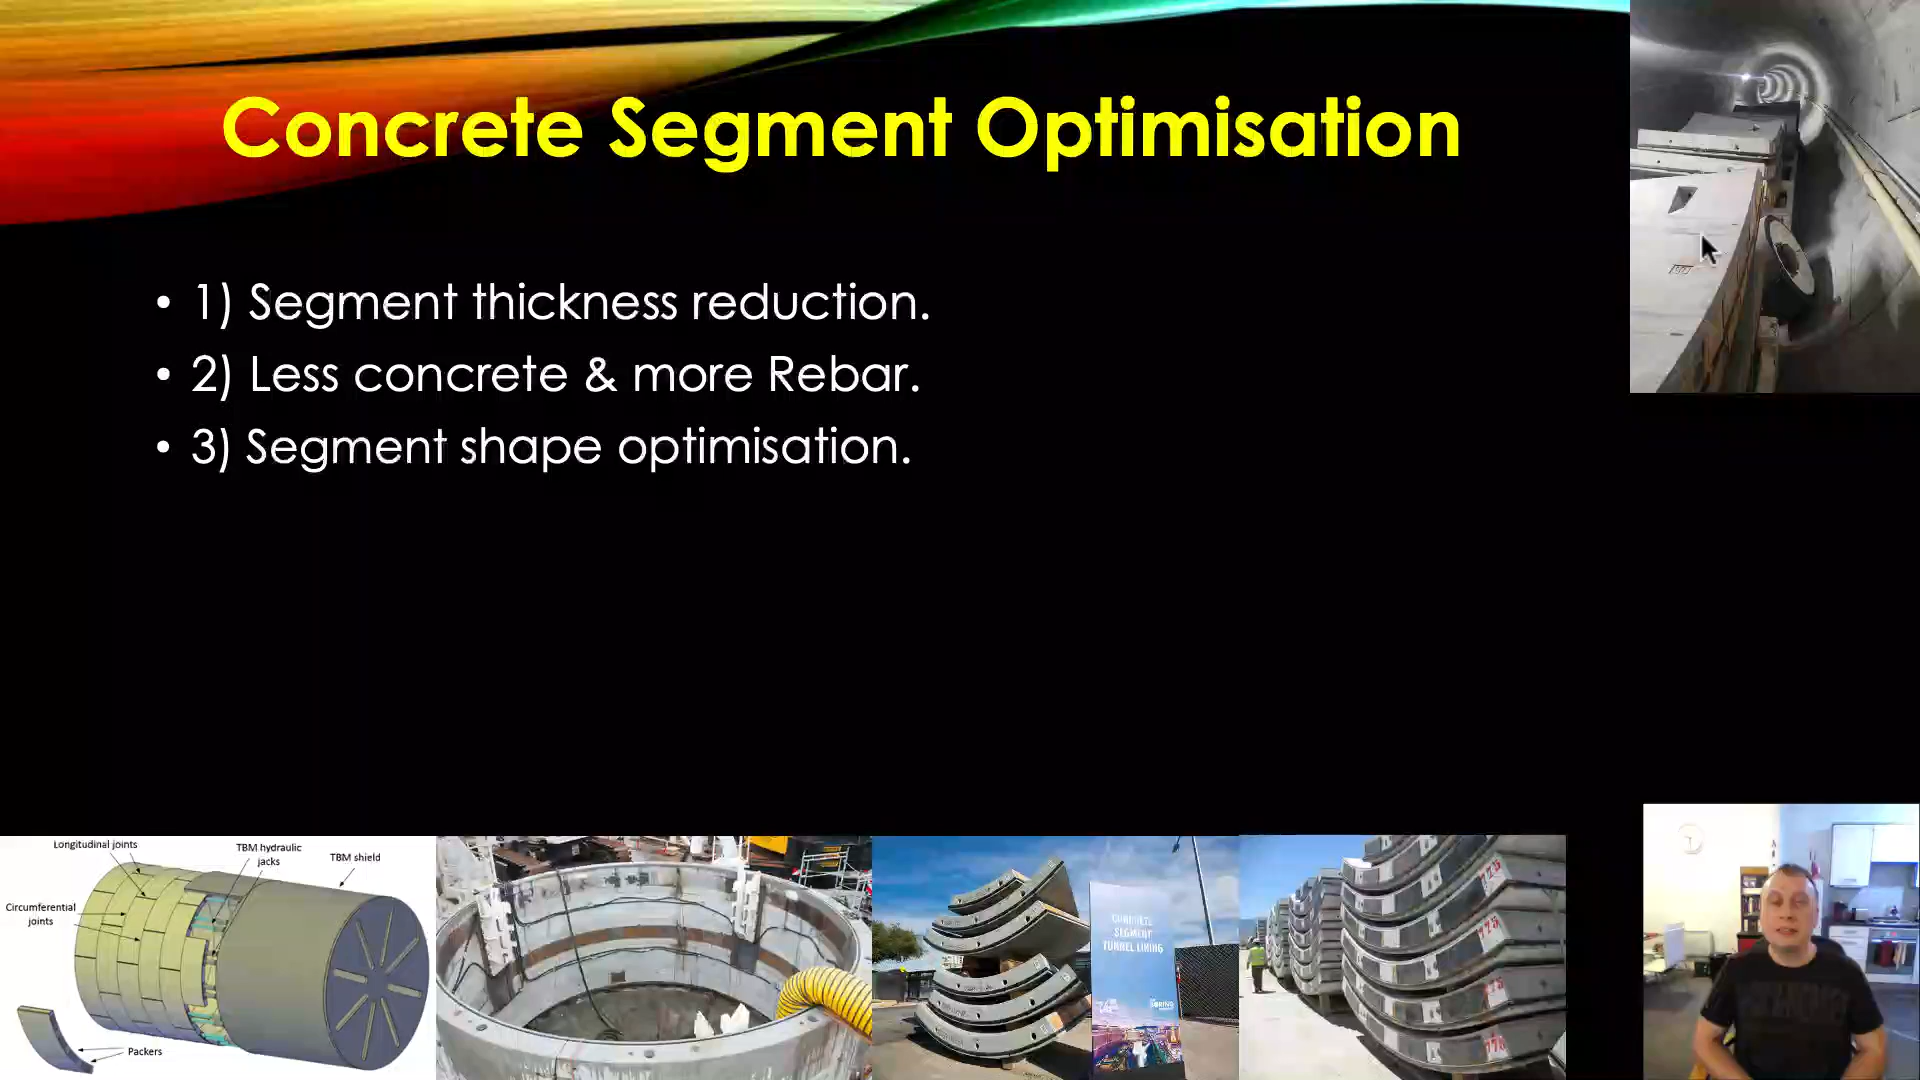 Concrete Segment Optimisation
• 1) Segment thickness reduction.
• 2) Less concrete & more Rebar.
• 3) Segment shape optimisation.
Longitudinal joints
TBM hydraulic
jacks
TBM shield
Circumferential
joints
Packers
CONCRETE
SEGMENT
TUNNEL LINING